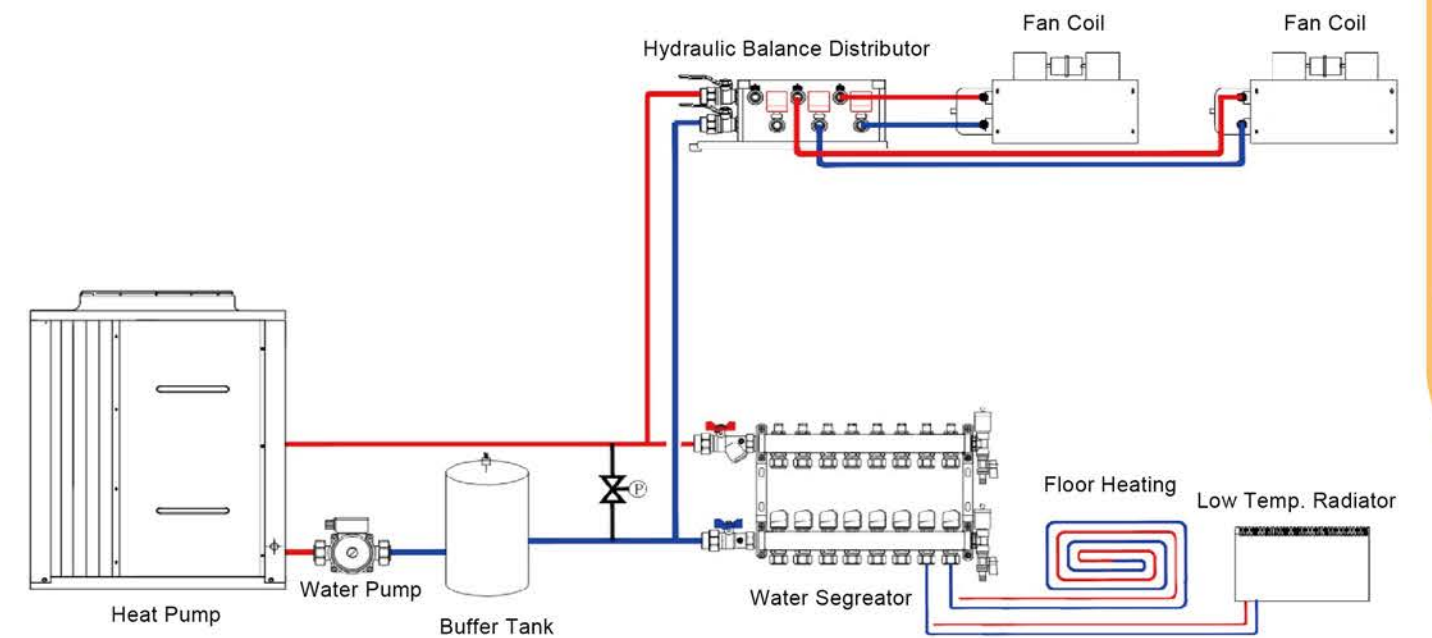 Fan Coil
Fan Coil
Hydraulic Balance Distributor
P
Floor Heating
Low Temp. Radiator
Water Pump
Water Segreator
Heat Pump
Buffer Tank